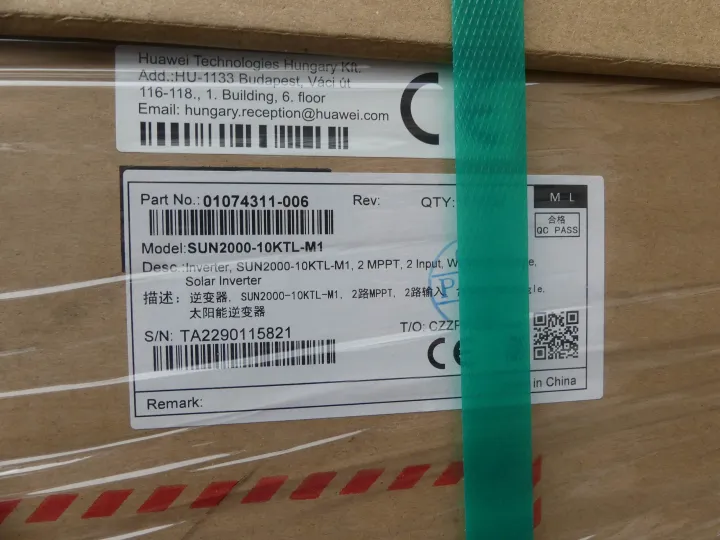 Huawei Technologies Hungary Kft.
Add.:HU-1133 Budapest, Váci út
116-118., 1. Building, 6. floor
Email: hungary.reception@huawei.com
CE
Part No.: 01074311-006 Rev: QTY: M L
合格
QC PASS
Model: SUN2000-10KTL-M1
Desc.: Inverter, SUN2000-10KTL-M1, 2 MPPT, 2 Input,
Solar Inverter
描述: 逆变器, SUN2000-10KTL-M1, 2路MPPT, 2路输入
太阳能逆变器
S/N: TA2290115821 T/O:
CE
in China
Remark: